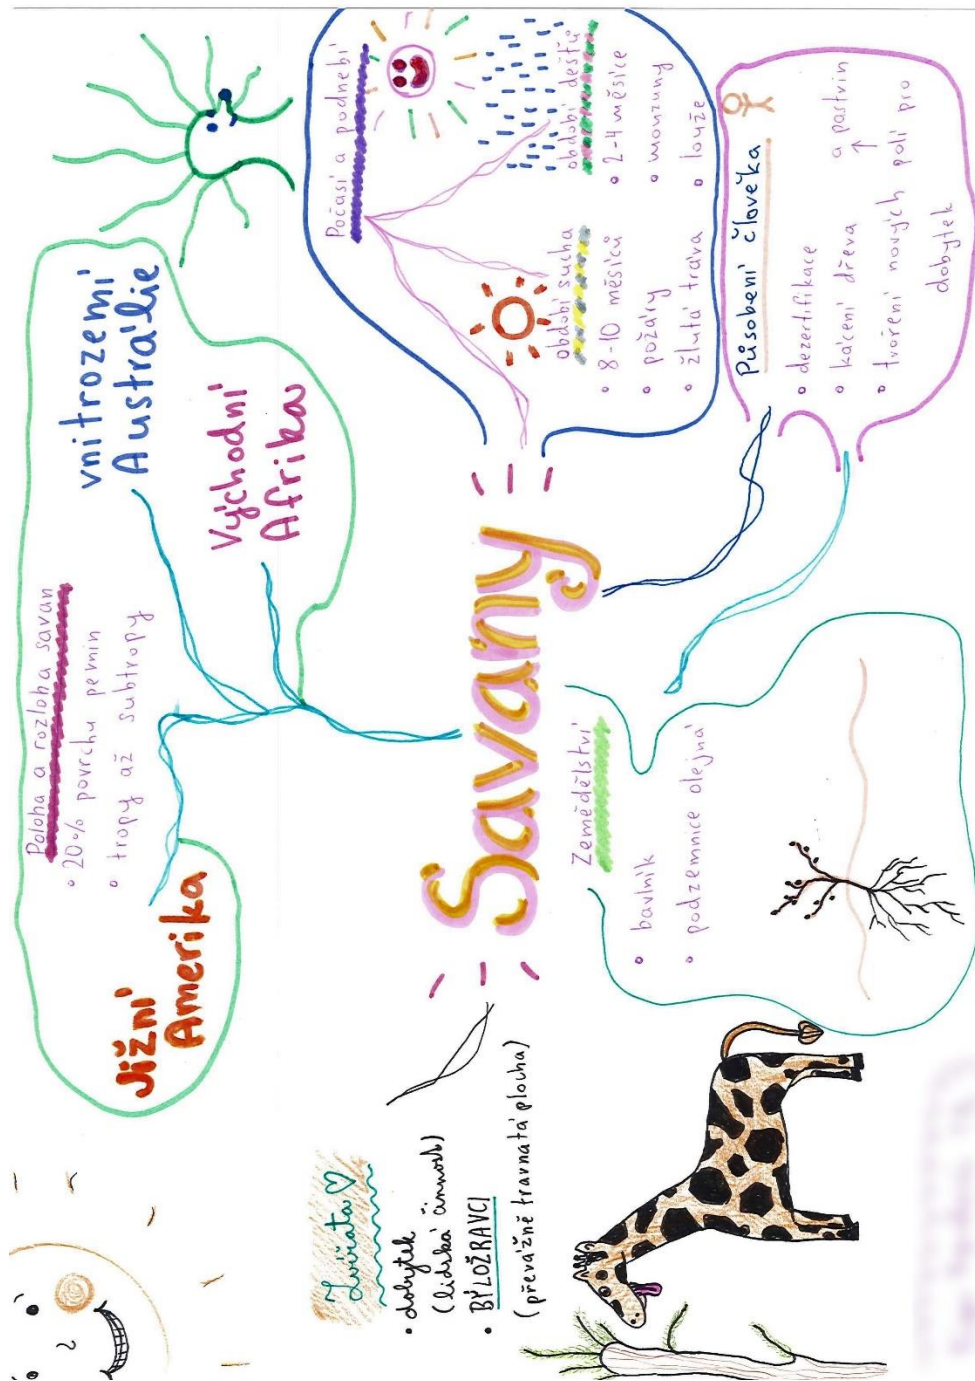 Savany
Poloha a rozloha savan
• 20% povrchu pevnin
• tropy až subtropy
Jižní
Amerika
vnitrozemí
Austrálie
Východní
Afrika
Počasí a podnebí
období sucha
• 8-10 měsíců
• požáry
• žlutá tráva
období dešťů
• 2-4 měsíce
• monzuny
• louže
Působení člověka
• dezertifikace
• kácení dřeva
a pastvin
• tvoření nových polí pro
dobytek
Zemědělství
• bavlník
• podzemnice olejná
Zvířata
• dobytek
(lidská činnost)
• BÝLOŽRAVCI
(převážně travnatá plocha)